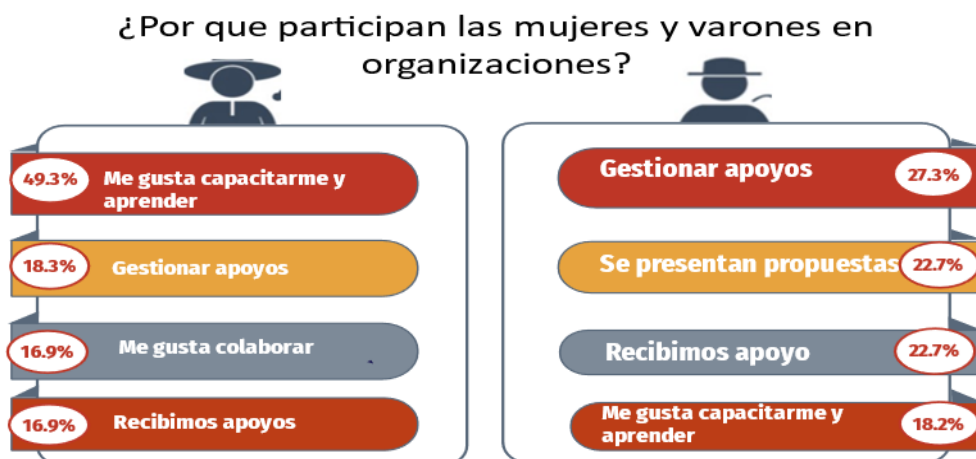 ¿Por que participan las mujeres y varones en
organizaciones?
49.3%
Me gusta capacitarme y
aprender
18.3%
Gestionar apoyos
16.9%
Me gusta colaborar
16.9%
Recibimos apoyos
Gestionar apoyos
27.3%
Se presentan propuestas
22.7%
Recibimos apoyo
22.7%
Me gusta capacitarme y
aprender
18.2%